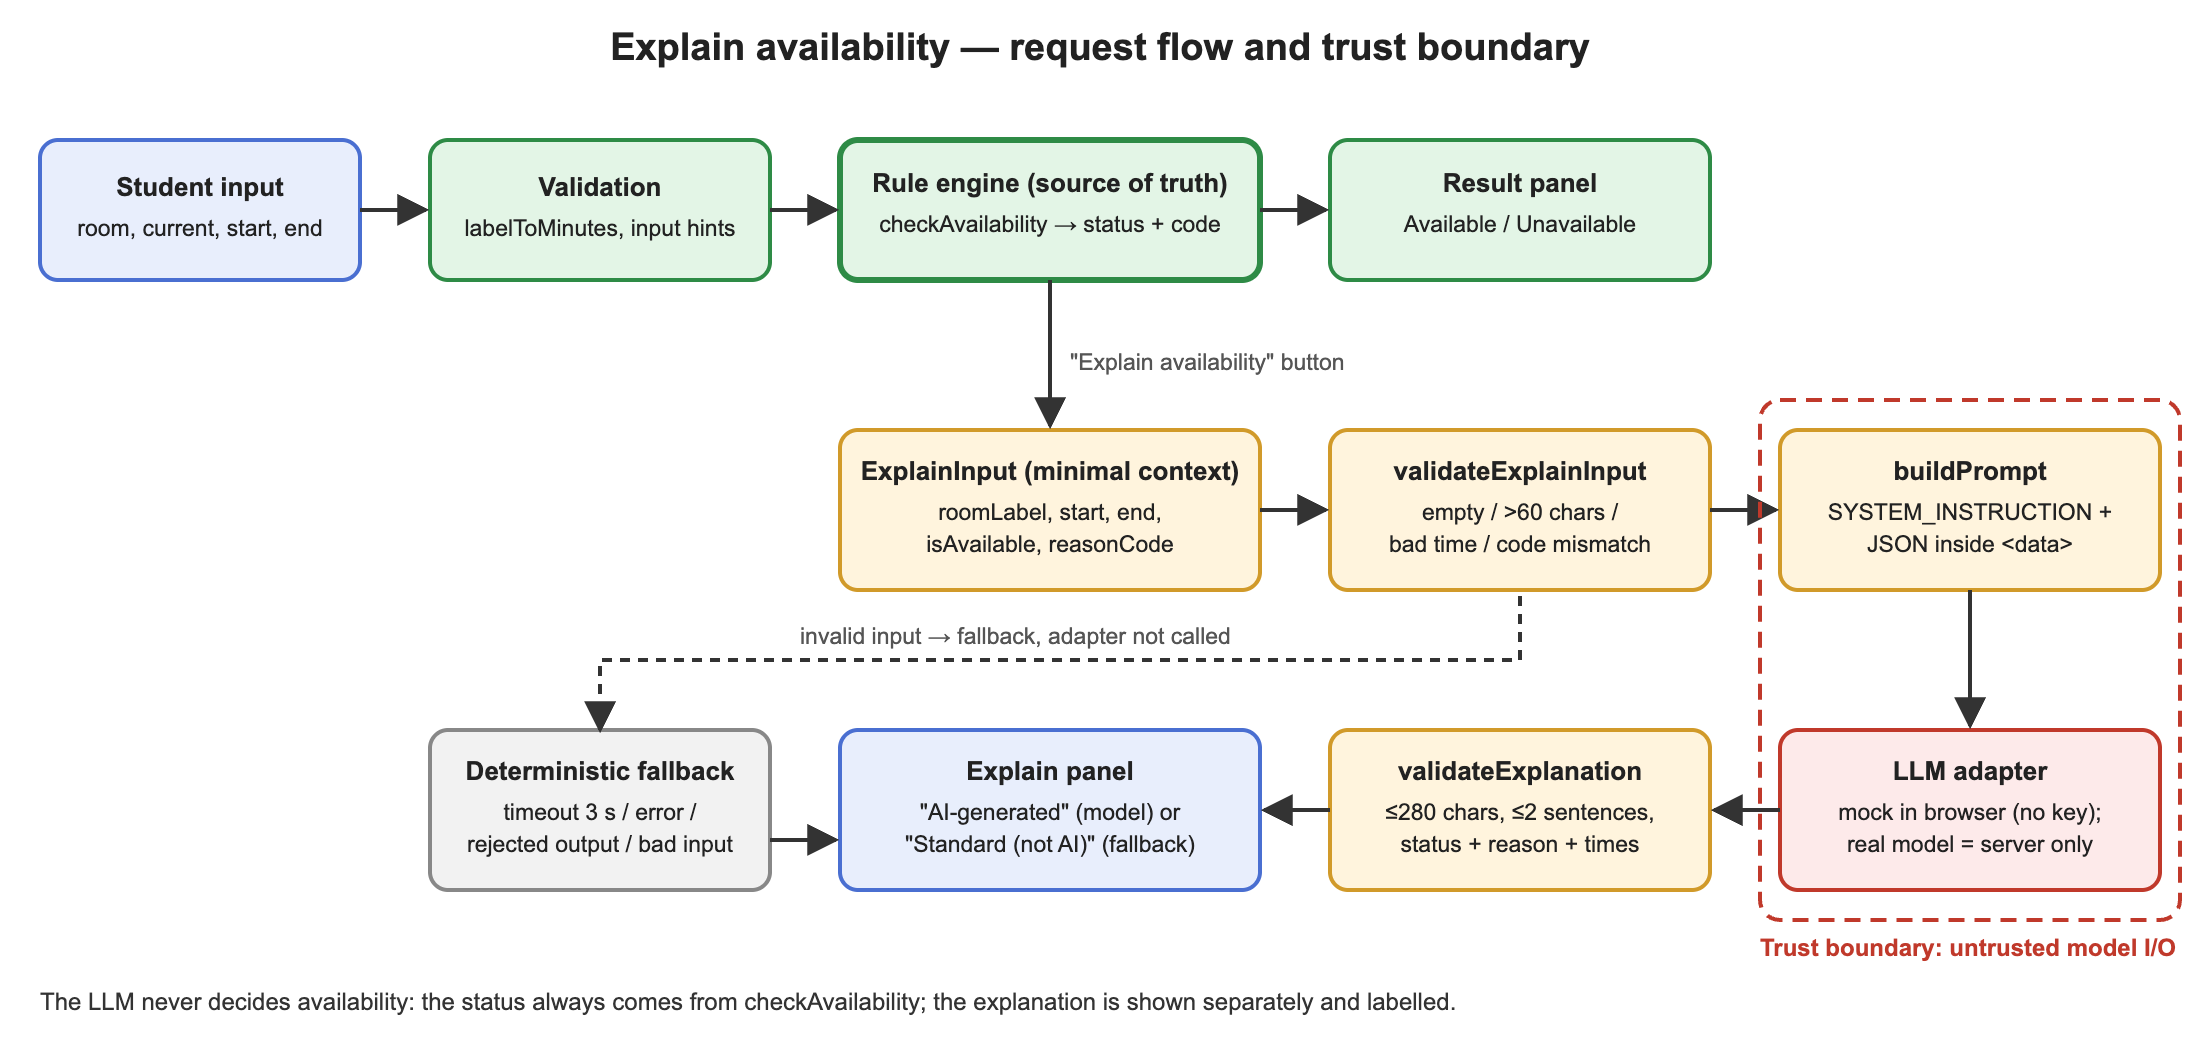 Explain availability — request flow and trust boundary
Student input
room, current, start, end
Validation
labelToMinutes, input hints
Rule engine (source of truth)
checkAvailability → status + code
Result panel
Available / Unavailable
"Explain availability" button
ExplainInput (minimal context)
roomLabel, start, end,
isAvailable, reasonCode
validateExplainInput
empty / >60 chars /
bad time / code mismatch
buildPrompt
SYSTEM_INSTRUCTION +
JSON inside <data>
invalid input → fallback, adapter not called
Deterministic fallback
timeout 3 s / error /
rejected output / bad input
Explain panel
"AI-generated" (model) or
"Standard (not AI)" (fallback)
validateExplanation
≤280 chars, ≤2 sentences,
status + reason + times
LLM adapter
mock in browser (no key);
real model = server only
Trust boundary: untrusted model I/O
The LLM never decides availability: the status always comes from checkAvailability; the explanation is shown separately and labelled.